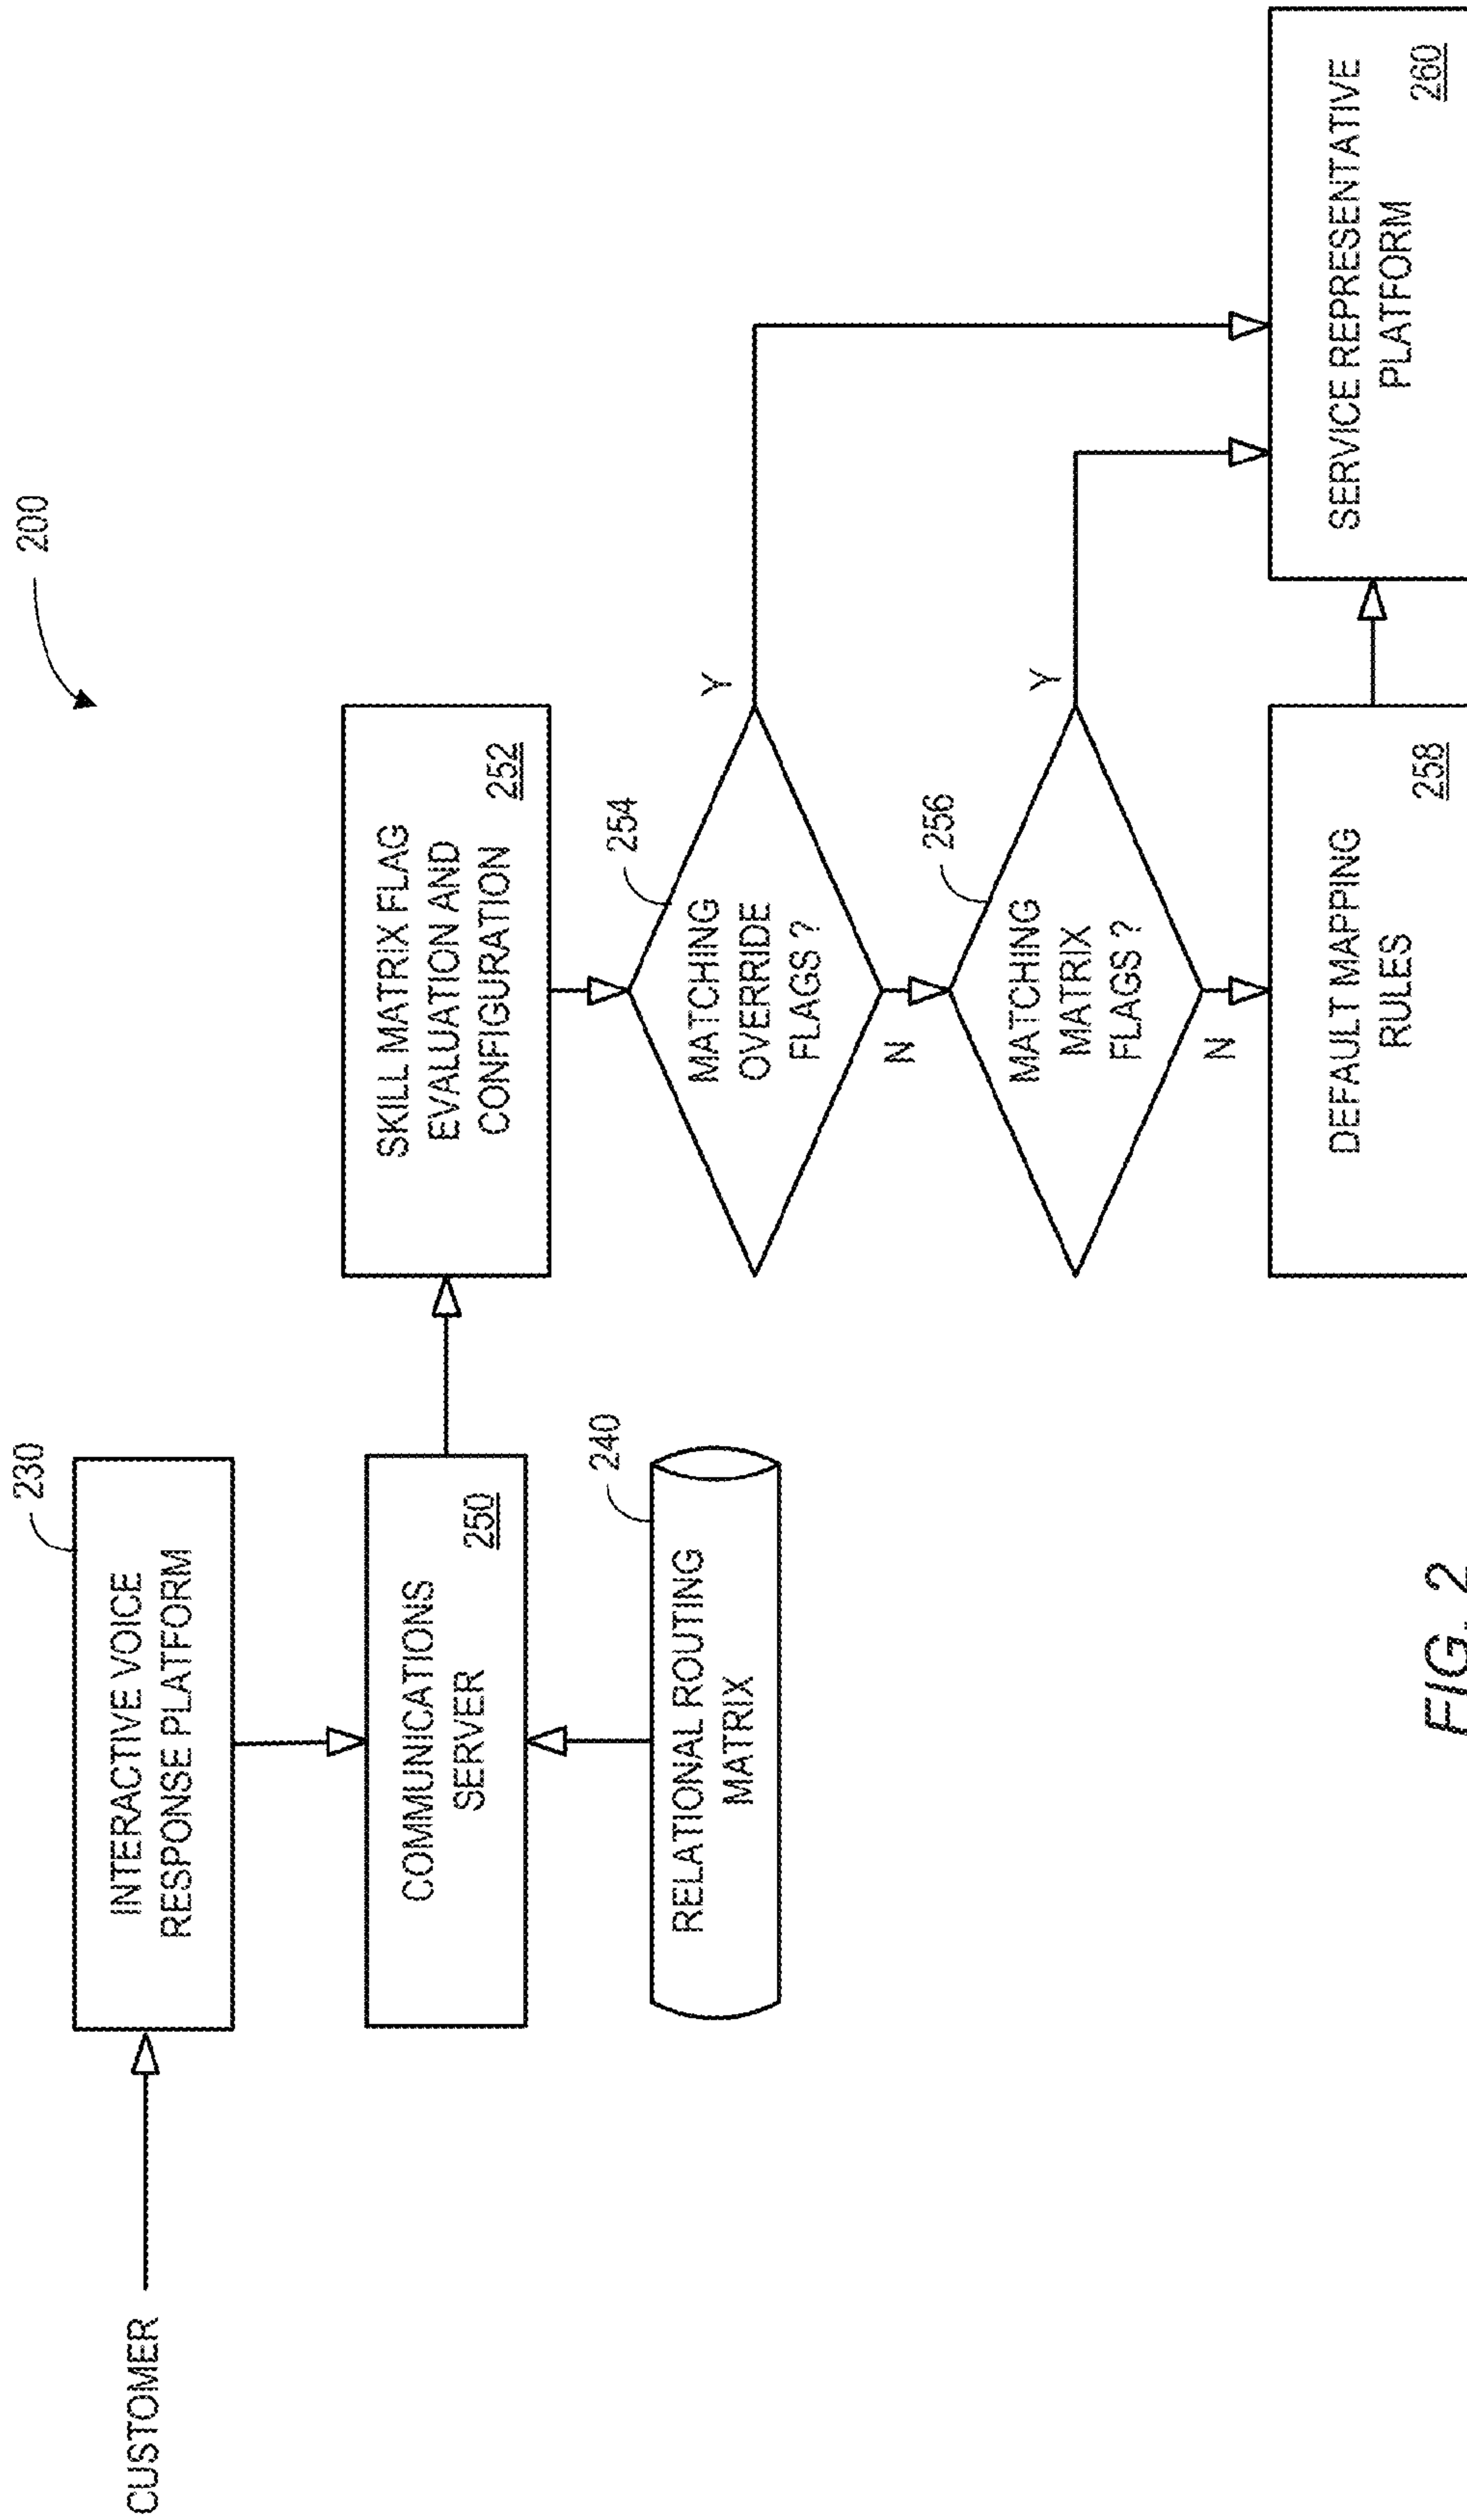 200
CUSTOMER
230
INTERACTIVE VOICE
RESPONSE PLATFORM
COMMUNICATIONS
SERVER
250
240
RELATIONAL ROUTING
MATRIX
SKILL MATRIX FLAG
EVALUATION AND
CONFIGURATION
252
254
MATCHING
OVERRIDE
FLAGS ?
Y
N
256
MATCHING
MATRIX
FLAGS ?
Y
N
DEFAULT MAPPING
RULES
258
SERVICE REPRESENTATIVE
PLATFORM
260
FIG. 2